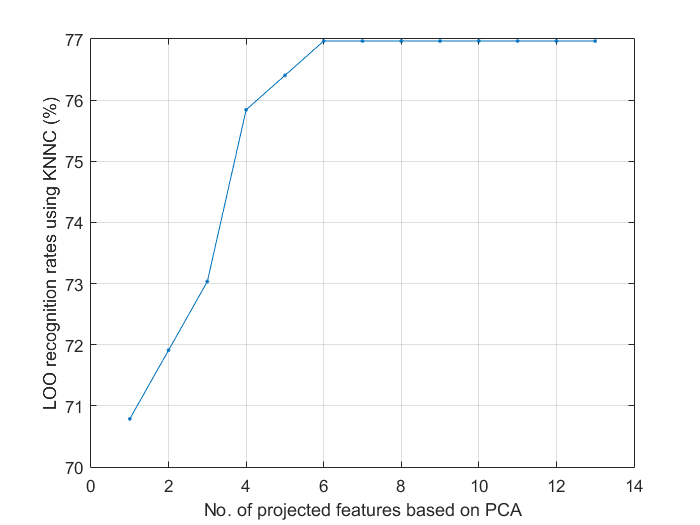 LOO recognition rates using KNNC (%)
77
76
75
74
73
72
71
70
0 2 4 6 8 10 12 14
No. of projected features based on PCA